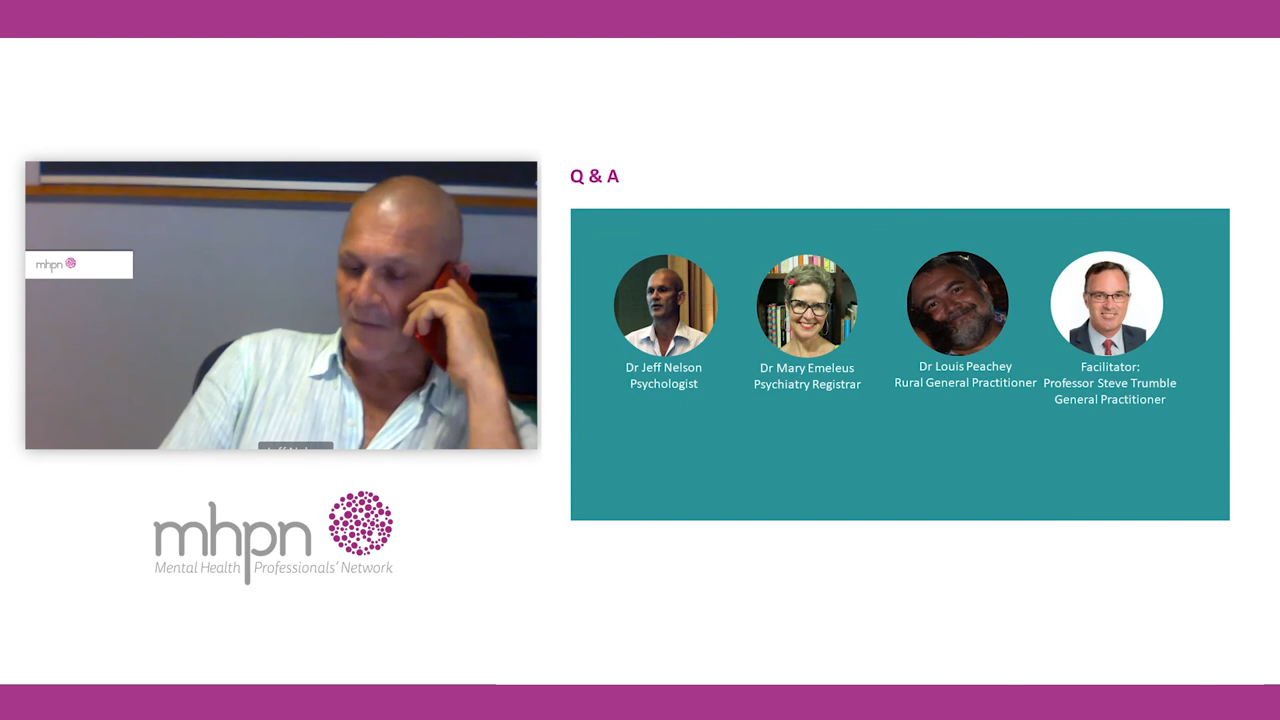 mhpn
Q & A
Dr Jeff Nelson
Psychologist
Dr Mary Emeleus
Psychiatry Registrar
Dr Louis Peachey
Rural General Practitioner
Facilitator:
Professor Steve Trumble
General Practitioner
mhpn
Mental Health Professionals' Network